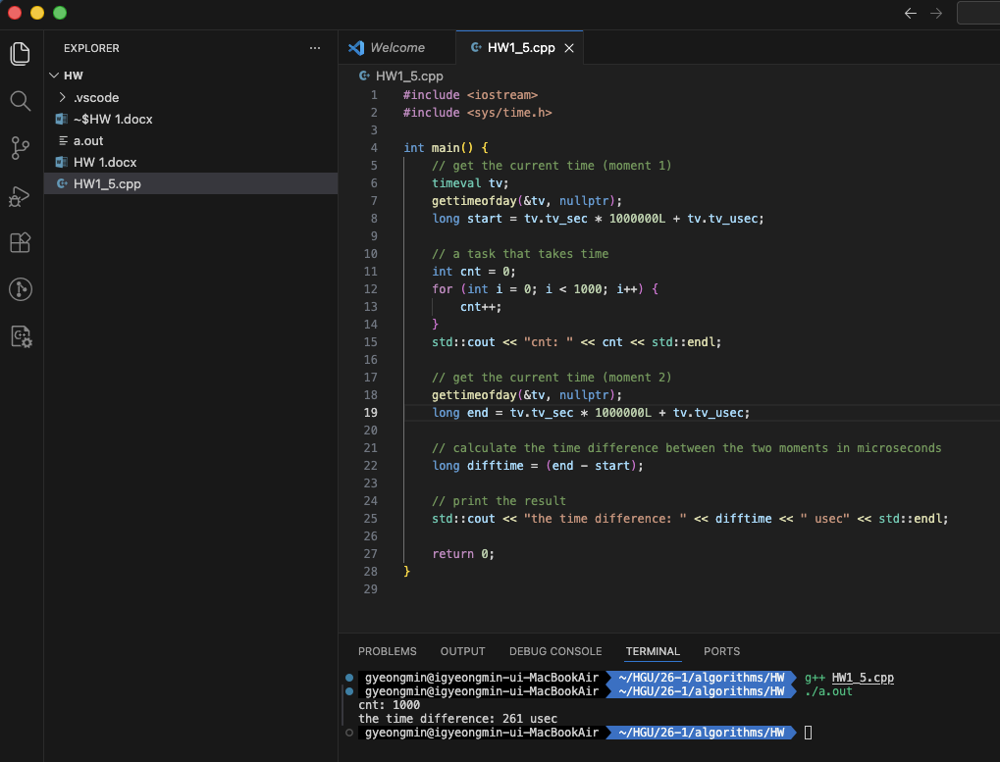 EXPLORER
HW
.vscode
~$HW 1.docx
a.out
HW 1.docx
HW1_5.cpp
Welcome
HW1_5.cpp
HW1_5.cpp
1 #include <iostream>
2 #include <sys/time.h>
3
4 int main() {
5 // get the current time (moment 1)
6 timeval tv;
7 gettimeofday(&tv, nullptr);
8 long start = tv.tv_sec * 1000000L + tv.tv_usec;
9
10 // a task that takes time
11 int cnt = 0;
12 for (int i = 0; i < 1000; i++) {
13 cnt++;
14 }
15 std::cout << "cnt: " << cnt << std::endl;
16
17 // get the current time (moment 2)
18 gettimeofday(&tv, nullptr);
19 long end = tv.tv_sec * 1000000L + tv.tv_usec;
20
21 // calculate the time difference between the two moments in microseconds
22 long difftime = (end - start);
23
24 // print the result
25 std::cout << "the time difference: " << difftime << " usec" << std::endl;
26
27 return 0;
28 }
29
PROBLEMS OUTPUT DEBUG CONSOLE TERMINAL PORTS
gyeongmin@igyeongmin-ui-MacBookAir ~/HGU/26-1/algorithms/HW g++ HW1_5.cpp
gyeongmin@igyeongmin-ui-MacBookAir ~/HGU/26-1/algorithms/HW ./a.out
cnt: 1000
the time difference: 261 usec
gyeongmin@igyeongmin-ui-MacBookAir ~/HGU/26-1/algorithms/HW